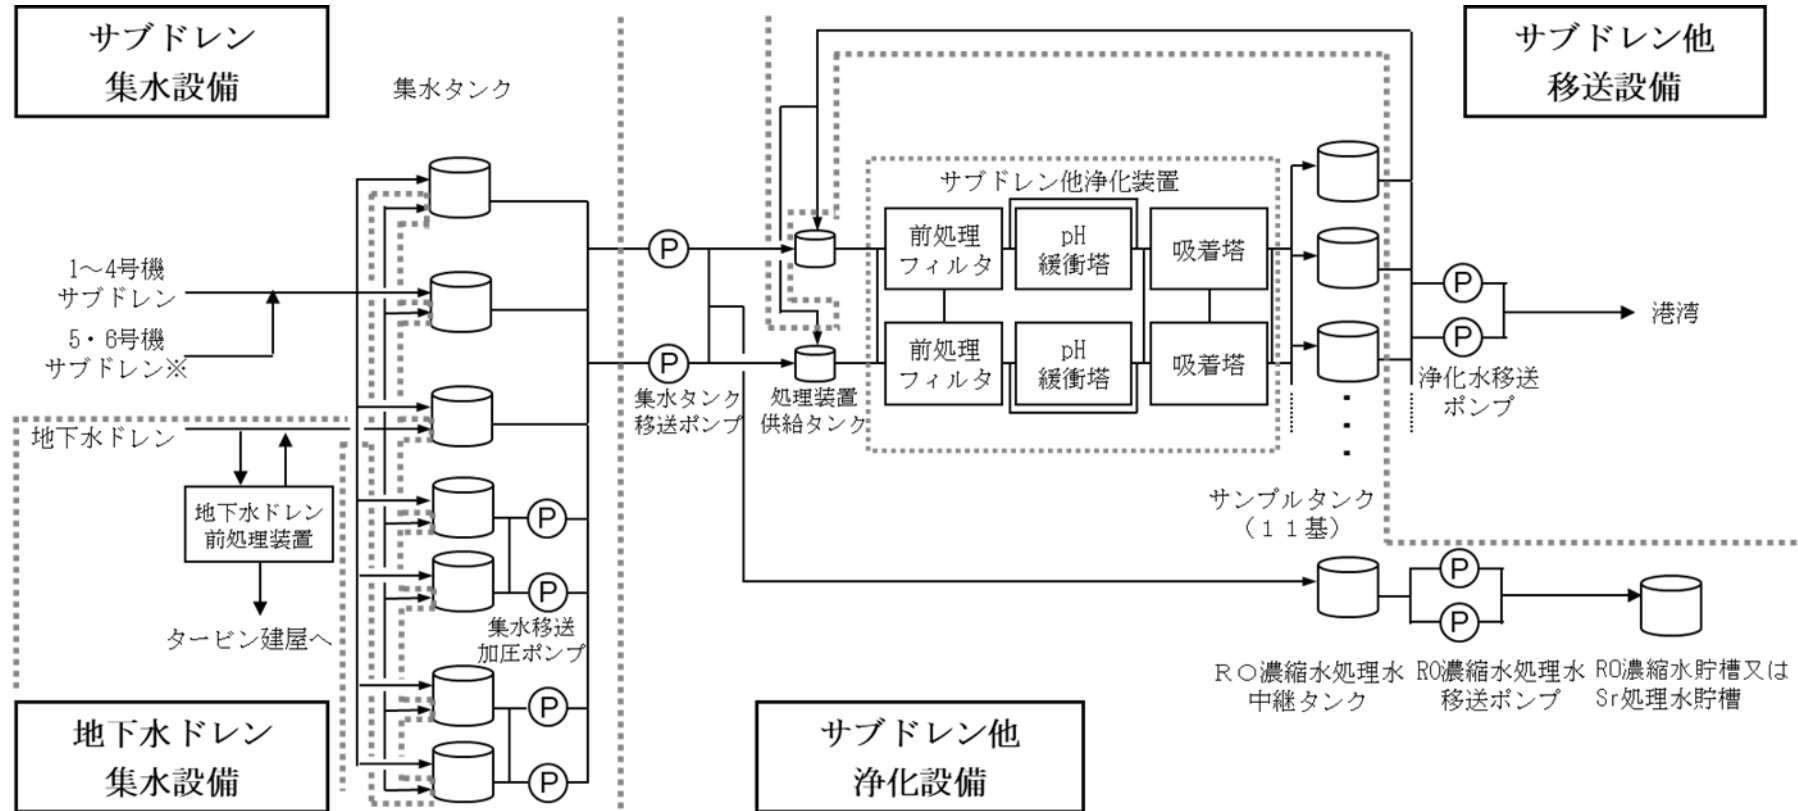 サブドレン
集水設備
集水タンク
サブドレン他
移送設備
サブドレン他浄化装置
前処理
フィルタ
pH
緩衝塔
吸着塔
P
1～4号機
サブドレン
5・6号機
サブドレン※
P
集水タンク
移送ポンプ
処理装置
供給タンク
前処理
フィルタ
pH
緩衝塔
吸着塔
P
P
浄化水移送
ポンプ
港湾
地下水ドレン
地下水ドレン
前処理装置
タービン建屋へ
P
P
集水移送
加圧ポンプ
P
P
サンプルタンク
（１１基）
P
P
ＲＯ濃縮水処理水
中継タンク
RO濃縮水処理水
移送ポンプ
RO濃縮水貯槽又は
Sr処理水貯槽
地下水ドレン
集水設備
サブドレン他
浄化設備